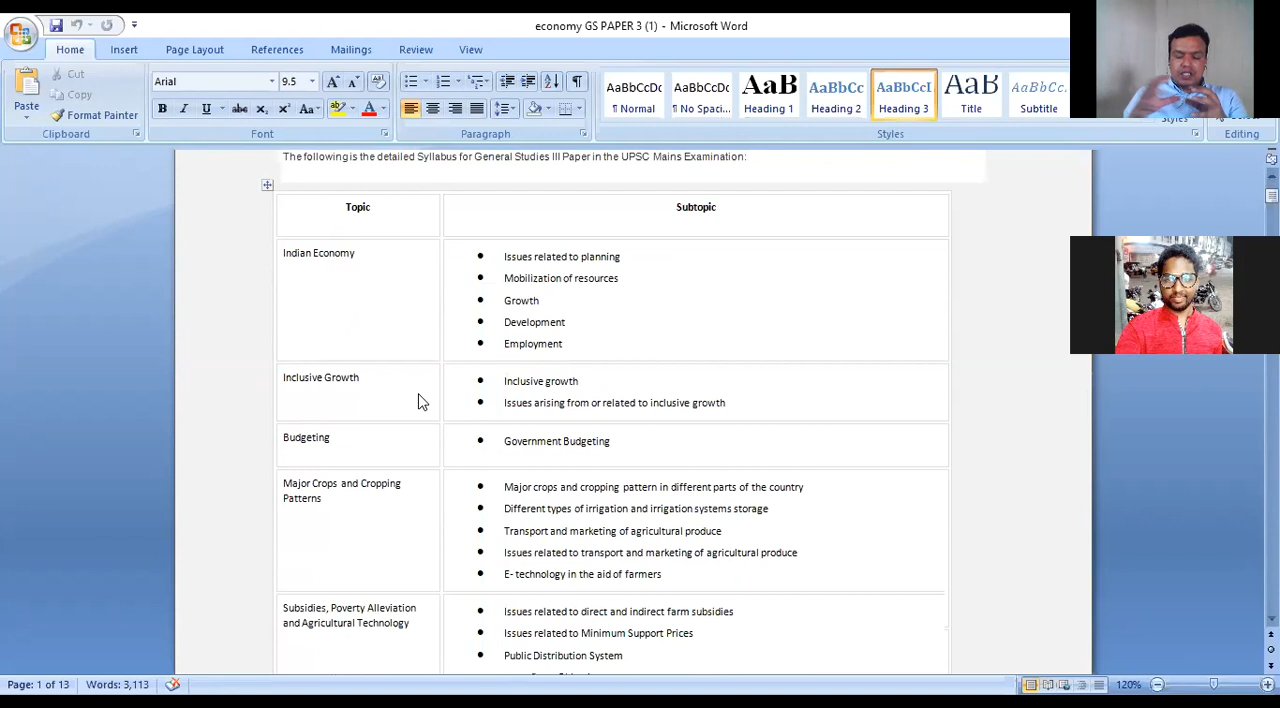 economy GS PAPER 3 (1) - Microsoft Word
Home Insert Page Layout References Mailings Review View
Paste
Cut
Copy
Format Painter
Clipboard
Arial 9.5
Font
Paragraph
AaBbCcDc AaBbCcDc AaB AaBbCc AaBbCcI AaB AaBbCc.
¶ Normal ¶ No Spaci... Heading 1 Heading 2 Heading 3 Title Subtitle
Styles
Styles
Editing
The following is the detailed Syllabus for General Studies III Paper in the UPSC Mains Examination:
Topic Subtopic
Indian Economy
• Issues related to planning
• Mobilization of resources
• Growth
• Development
• Employment
Inclusive Growth
• Inclusive growth
• Issues arising from or related to inclusive growth
Budgeting
• Government Budgeting
Major Crops and Cropping
Patterns
• Major crops and cropping pattern in different parts of the country
• Different types of irrigation and irrigation systems storage
• Transport and marketing of agricultural produce
• Issues related to transport and marketing of agricultural produce
• E- technology in the aid of farmers
Subsidies, Poverty Alleviation
and Agricultural Technology
• Issues related to direct and indirect farm subsidies
• Issues related to Minimum Support Prices
• Public Distribution System
Page: 1 of 13 Words: 3,113 120%